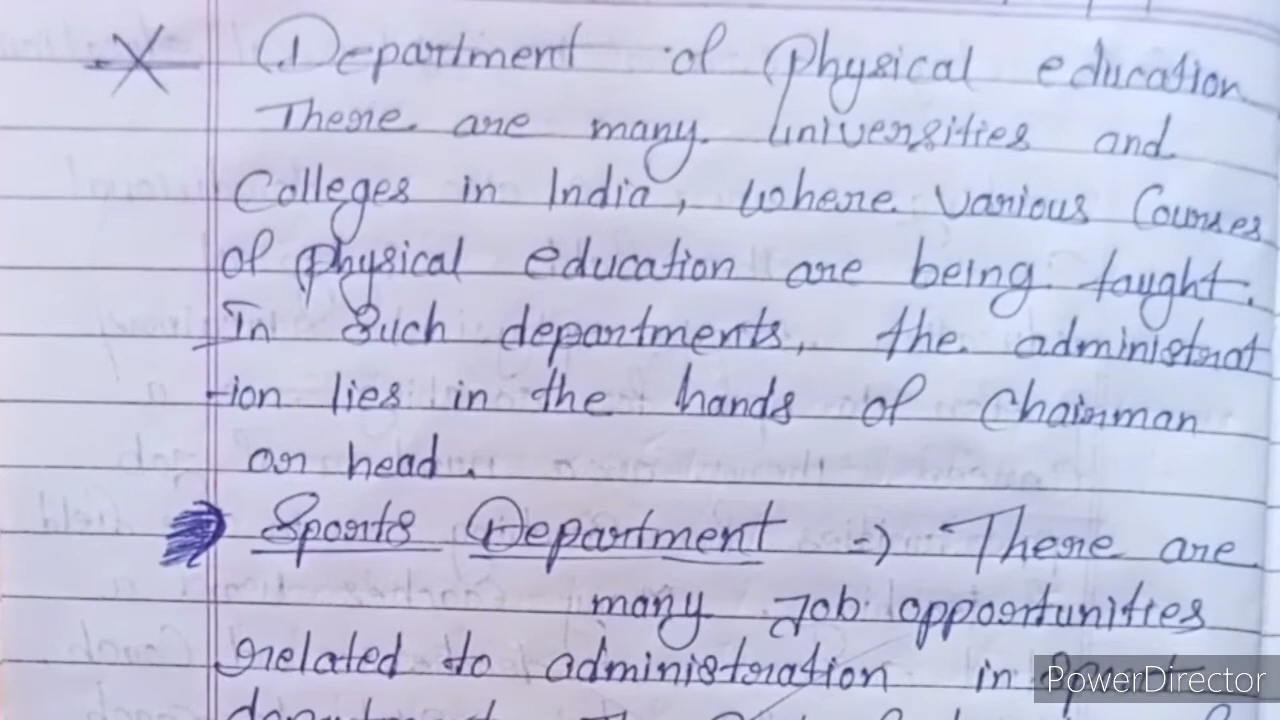 Department of Physical education
There are many universities and
Colleges in India, where various Courses
of physical education are being taught.
In such departments, the administrat
-ion lies in the hands of Chairman
or head.
Sports Department → There are
many Job opportunities
related to administration in sports
PowerDirector